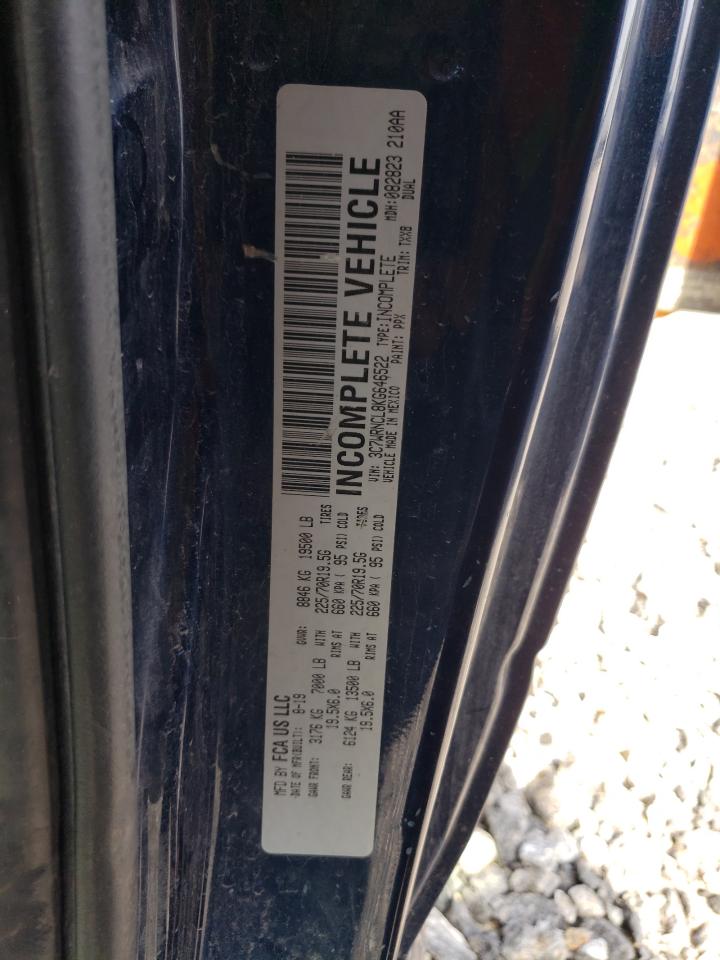 MFD BY FCA US LLC
DATE OF MFR(BUILT): 8-19 GVWR: 8846 KG 19500 LB
GAWR FRONT: 3176 KG 7000 LB WITH 225/70R19.5G TIRES
19.5X6.0 RIMS AT 660 KPA ( 95 PSI) COLD
GAWR REAR: 6124 KG 13500 LB WITH 225/70R19.5G
19.5X6.0 RIMS AT 660 KPA ( 95 PSI) COLD
INCOMPLETE VEHICLE
VIN: 3C7WRNCL8KG646522 TYPE:INCOMPLETE MDH:082823 210AA
VEHICLE MADE IN MEXICO PAINT: PPX TRIM: TXX8 DUAL